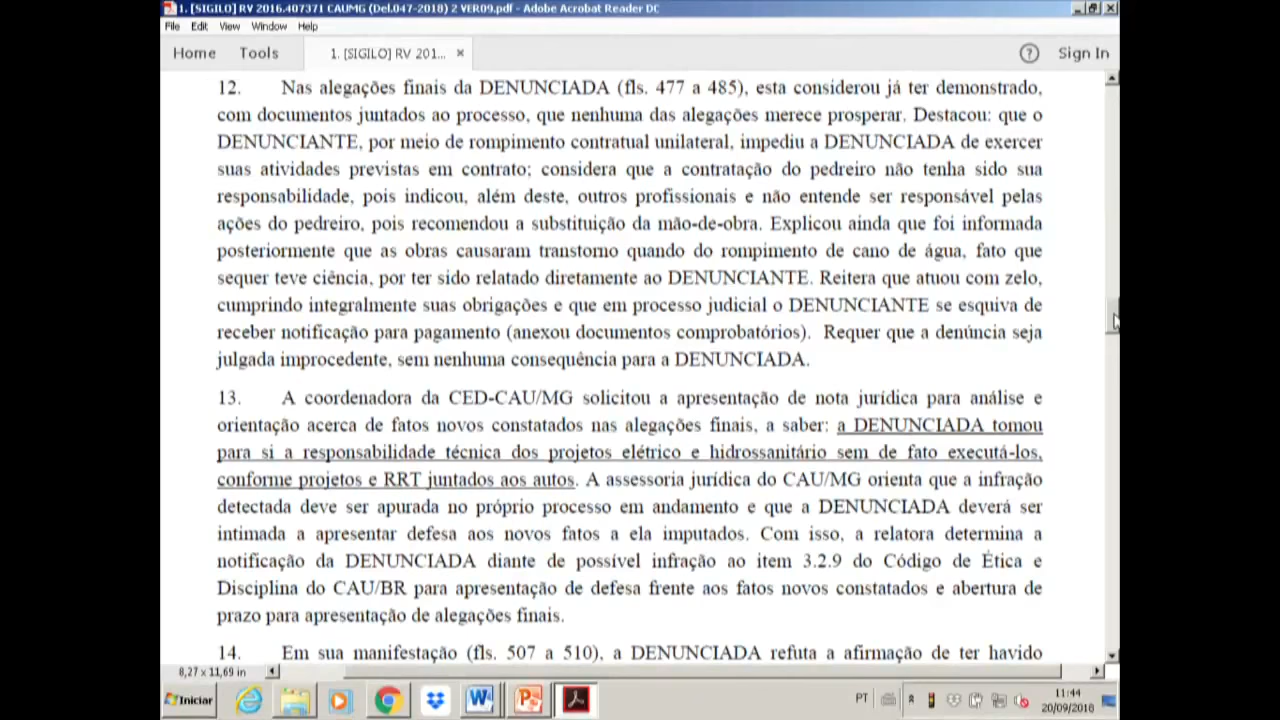 1. [SIGILO] RV 2016.407371 CAUMG (Del.047-2018) 2 VER09.pdf - Adobe Acrobat Reader DC
File Edit View Window Help
Home Tools 1. [SIGILO] RV 201... × ? Sign In
12. Nas alegações finais da DENUNCIADA (fls. 477 a 485), esta considerou já ter demonstrado,
com documentos juntados ao processo, que nenhuma das alegações merece prosperar. Destacou: que o
DENUNCIANTE, por meio de rompimento contratual unilateral, impediu a DENUNCIADA de exercer
suas atividades previstas em contrato; considera que a contratação do pedreiro não tenha sido sua
responsabilidade, pois indicou, além deste, outros profissionais e não entende ser responsável pelas
ações do pedreiro, pois recomendou a substituição da mão-de-obra. Explicou ainda que foi informada
posteriormente que as obras causaram transtorno quando do rompimento de cano de água, fato que
sequer teve ciência, por ter sido relatado diretamente ao DENUNCIANTE. Reitera que atuou com zelo,
cumprindo integralmente suas obrigações e que em processo judicial o DENUNCIANTE se esquiva de
receber notificação para pagamento (anexou documentos comprobatórios). Requer que a denúncia seja
julgada improcedente, sem nenhuma consequência para a DENUNCIADA.
13. A coordenadora da CED-CAU/MG solicitou a apresentação de nota jurídica para análise e
orientação acerca de fatos novos constatados nas alegações finais, a saber: a DENUNCIADA tomou
para si a responsabilidade técnica dos projetos elétrico e hidrossanitário sem de fato executá-los,
conforme projetos e RRT juntados aos autos. A assessoria jurídica do CAU/MG orienta que a infração
detectada deve ser apurada no próprio processo em andamento e que a DENUNCIADA deverá ser
intimada a apresentar defesa aos novos fatos a ela imputados. Com isso, a relatora determina a
notificação da DENUNCIADA diante de possível infração ao item 3.2.9 do Código de Ética e
Disciplina do CAU/BR para apresentação de defesa frente aos fatos novos constatados e abertura de
prazo para apresentação de alegações finais.
14. Em sua manifestação (fls. 507 a 510), a DENUNCIADA refuta a afirmação de ter havido
8,27 x 11,69 in
Iniciar PT 11:44
20/09/2018